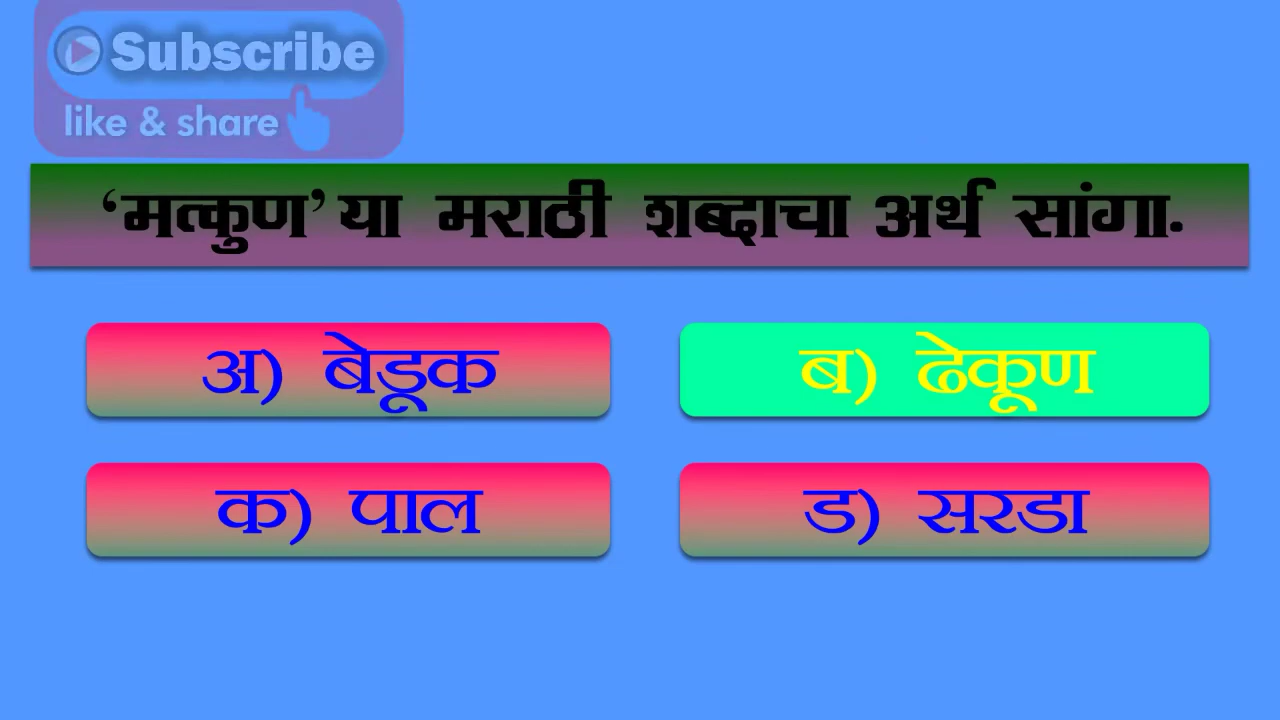 Subscribe
like & share
‘मत्कुण’ या मराठी शब्दाचा अर्थ सांगा.
अ) बेडूक
ब) ढेकूण
क) पाल
ड) सरडा